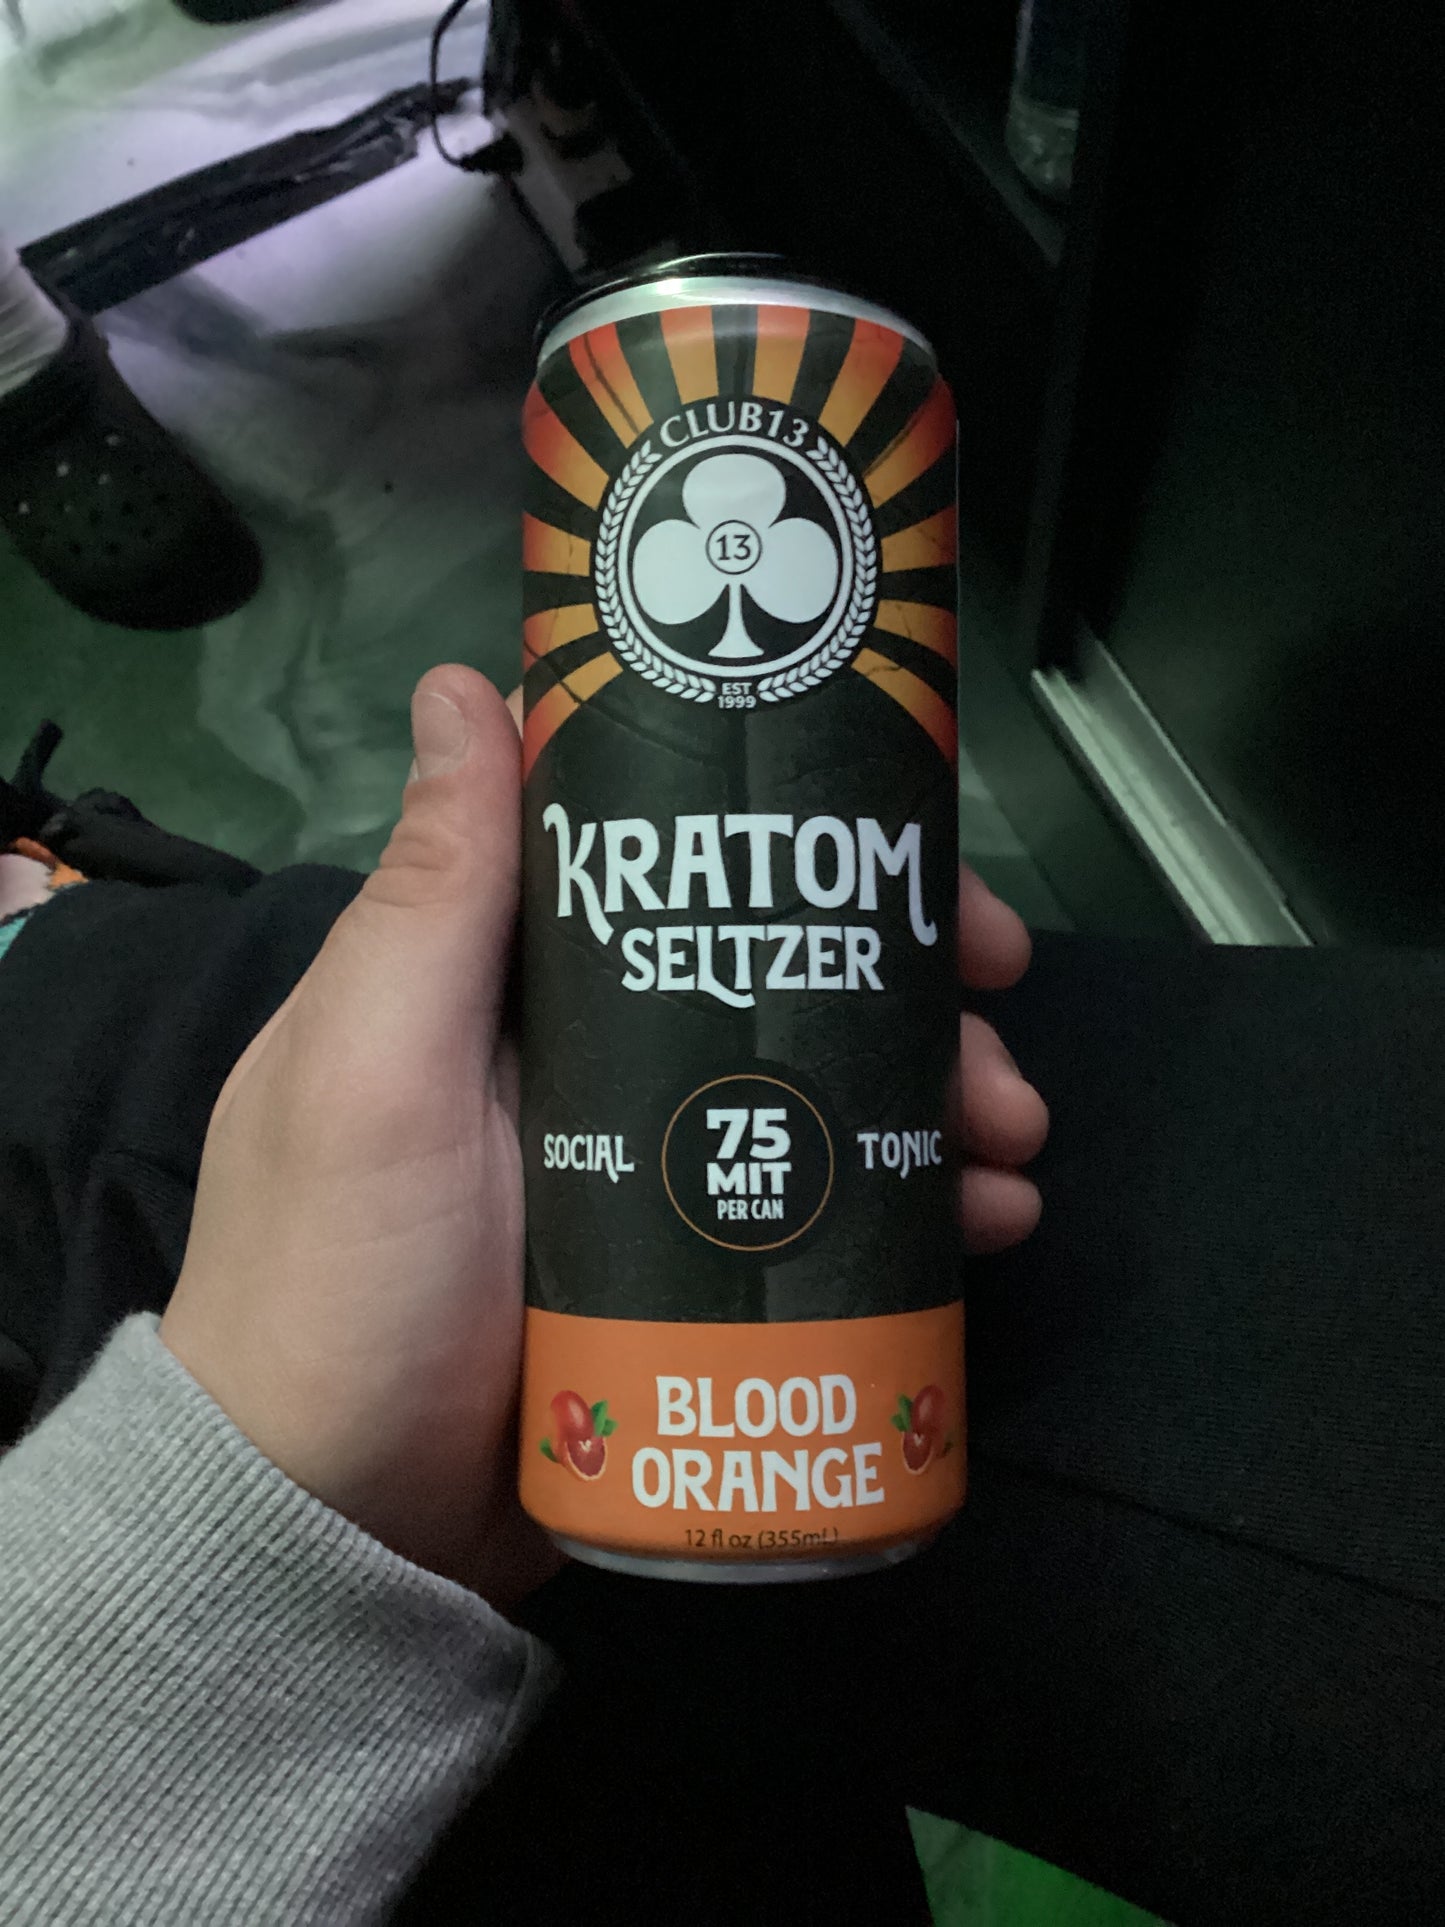 CLUB13
13
EST
1999
KRATOM
SELTZER
SOCIAL
75
MIT
PER CAN
TONIC
BLOOD
ORANGE
12 fl oz (355mL)